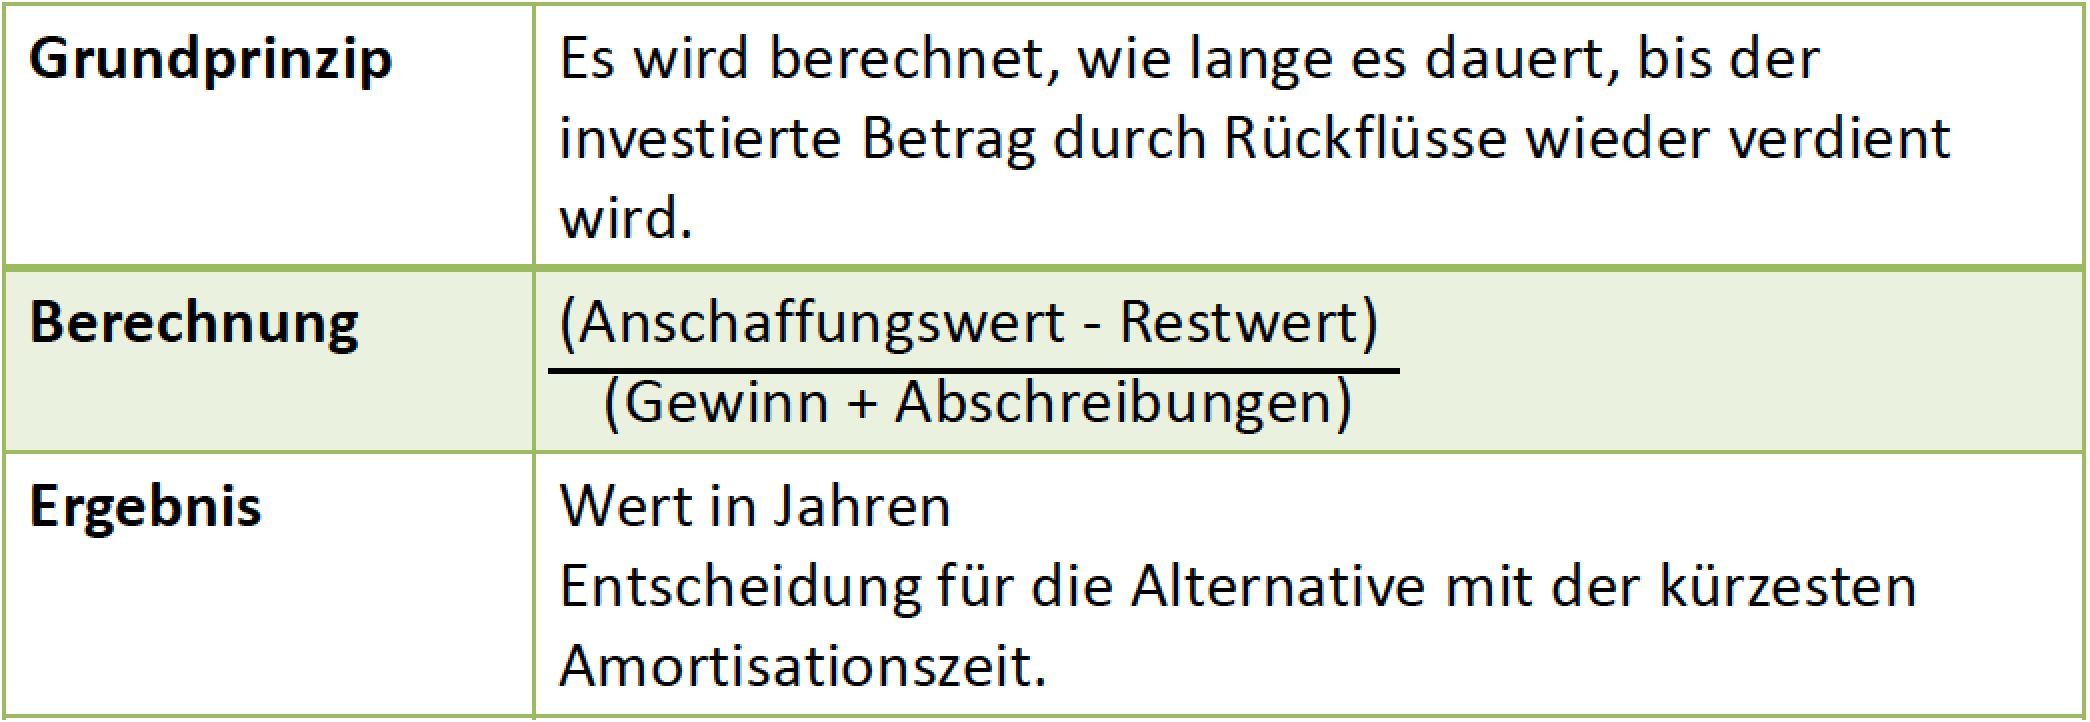 Grundprinzip
Es wird berechnet, wie lange es dauert, bis der
investierte Betrag durch Rückflüsse wieder verdient
wird.
Berechnung
(Anschaffungswert - Restwert)
(Gewinn + Abschreibungen)
Ergebnis
Wert in Jahren
Entscheidung für die Alternative mit der kürzesten
Amortisationszeit.